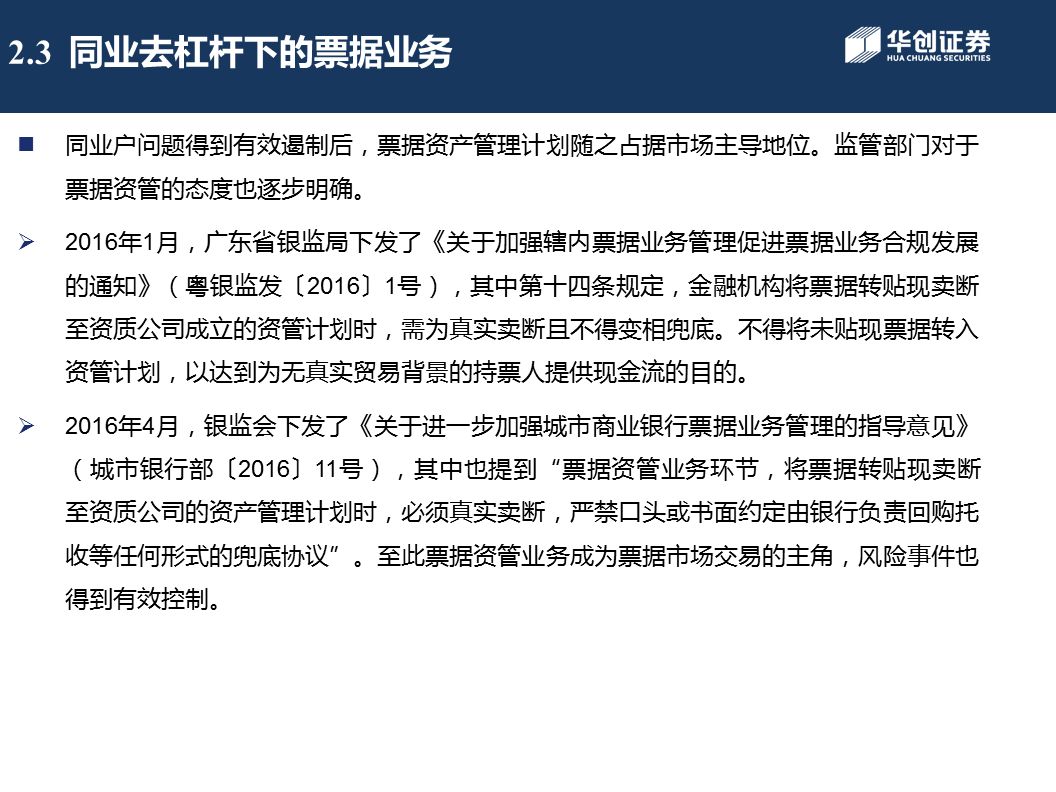 2.3 同业去杠杆下的票据业务
华创证券
HUA CHUANG SECURITIES
同业户问题得到有效遏制后，票据资产管理计划随之占据市场主导地位。监管部门对于
票据资管的态度也逐步明确。
2016年1月，广东省银监局下发了《关于加强辖内票据业务管理促进票据业务合规发展
的通知》（粤银监发〔2016〕1号），其中第十四条规定，金融机构将票据转贴现卖断
至资质公司成立的资管计划时，需为真实卖断且不得变相兜底。不得将未贴现票据转入
资管计划，以达到为无真实贸易背景的持票人提供现金流的目的。
2016年4月，银监会下发了《关于进一步加强城市商业银行票据业务管理的指导意见》
（城市银行部〔2016〕11号），其中也提到“票据资管业务环节，将票据转贴现卖断
至资质公司的资产管理计划时，必须真实卖断，严禁口头或书面约定由银行负责回购托
收等任何形式的兜底协议”。至此票据资管业务成为票据市场交易的主角，风险事件也
得到有效控制。